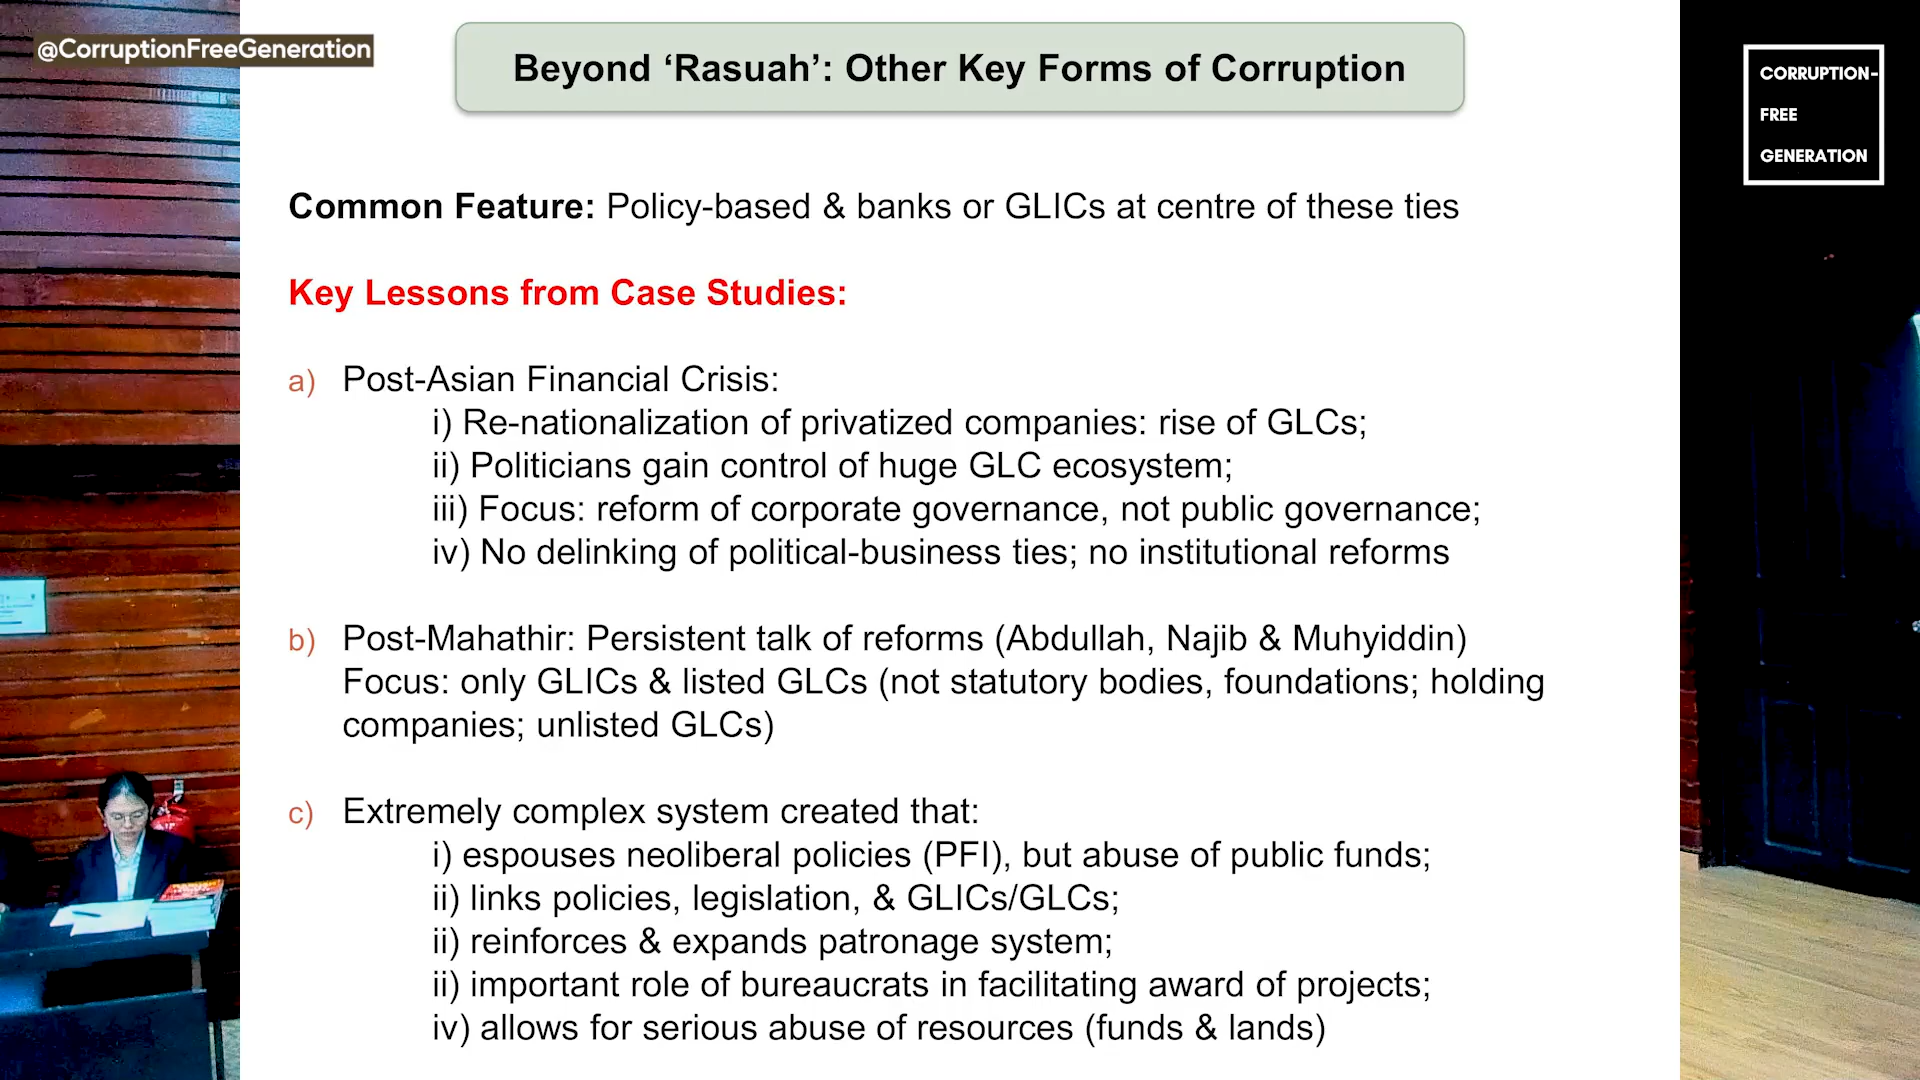 @CorruptionFreeGeneration
Beyond ‘Rasuah’: Other Key Forms of Corruption
CORRUPTION-
FREE
GENERATION
Common Feature: Policy-based & banks or GLICs at centre of these ties
Key Lessons from Case Studies:
a) Post-Asian Financial Crisis:
i) Re-nationalization of privatized companies: rise of GLCs;
ii) Politicians gain control of huge GLC ecosystem;
iii) Focus: reform of corporate governance, not public governance;
iv) No delinking of political-business ties; no institutional reforms
b) Post-Mahathir: Persistent talk of reforms (Abdullah, Najib & Muhyiddin)
Focus: only GLICs & listed GLCs (not statutory bodies, foundations; holding
companies; unlisted GLCs)
c) Extremely complex system created that:
i) espouses neoliberal policies (PFI), but abuse of public funds;
ii) links policies, legislation, & GLICs/GLCs;
ii) reinforces & expands patronage system;
ii) important role of bureaucrats in facilitating award of projects;
iv) allows for serious abuse of resources (funds & lands)